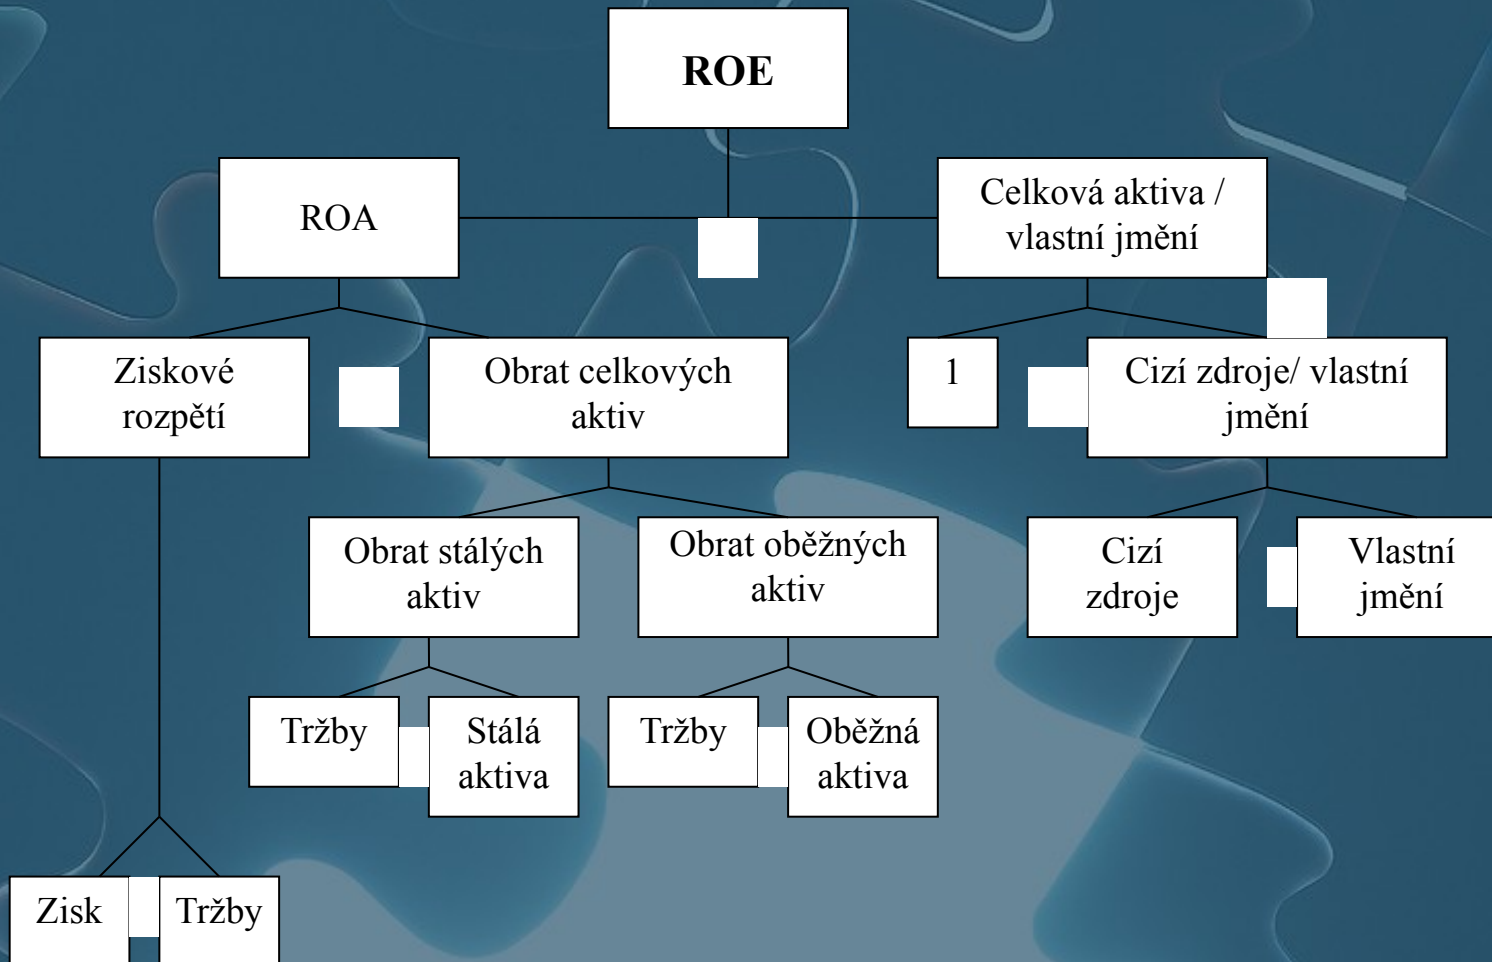 ROE
ROA
Celková aktiva /
vlastní jmění
Ziskové
rozpětí
Obrat celkových
aktiv
1
Cizí zdroje/ vlastní
jmění
Obrat stálých
aktiv
Obrat oběžných
aktiv
Cizí
zdroje
Vlastní
jmění
Tržby
Stálá
aktiva
Tržby
Oběžná
aktiva
Zisk
Tržby